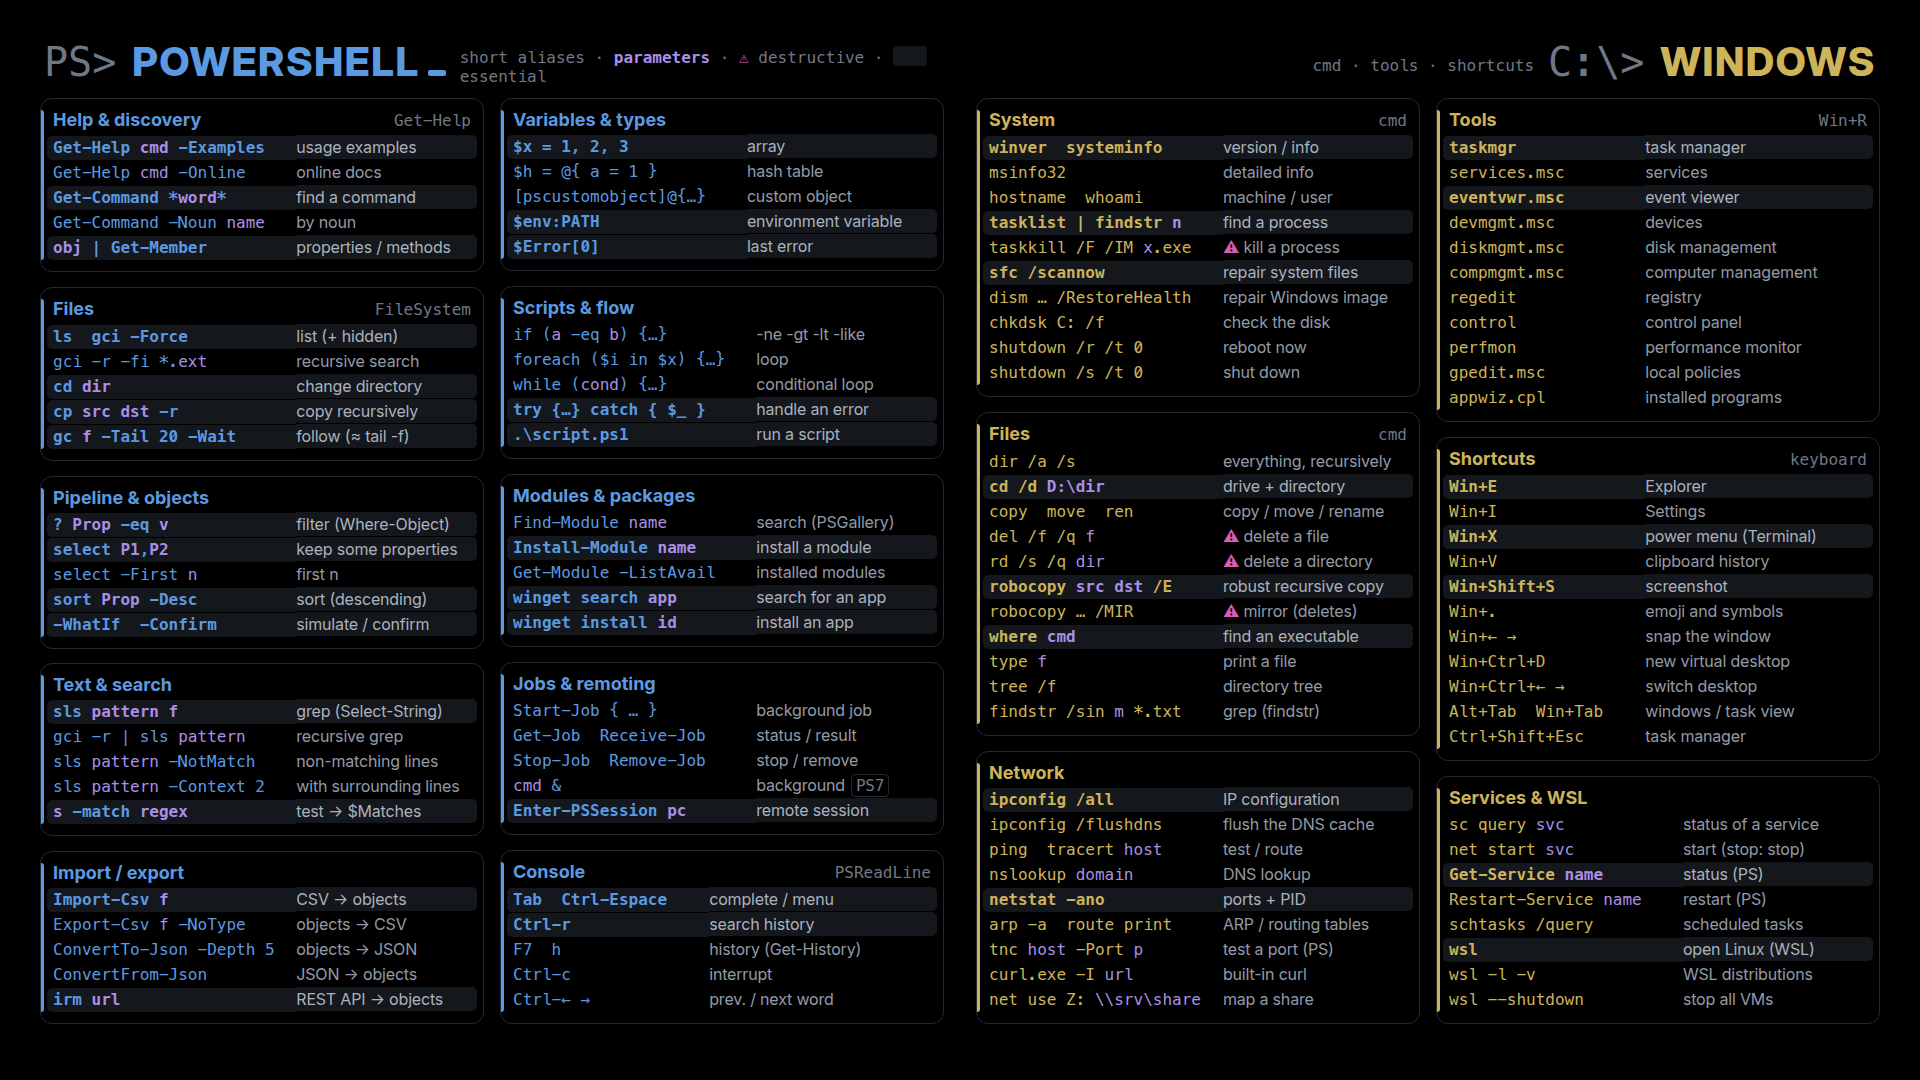 PS> POWERSHELL_
short aliases · parameters · ⚠ destructive ·
essential
Help & discovery Get-Help
Get-Help cmd -Examples usage examples
Get-Help cmd -Online online docs
Get-Command *word* find a command
Get-Command -Noun name by noun
obj | Get-Member properties / methods
Files FileSystem
ls gci -Force list (+ hidden)
gci -r -fi *.ext recursive search
cd dir change directory
cp src dst -r copy recursively
gc f -Tail 20 -Wait follow (≈ tail -f)
Pipeline & objects
? Prop -eq v filter (Where-Object)
select P1,P2 keep some properties
select -First n first n
sort Prop -Desc sort (descending)
-WhatIf -Confirm simulate / confirm
Text & search
sls pattern f grep (Select-String)
gci -r | sls pattern recursive grep
sls pattern -NotMatch non-matching lines
sls pattern -Context 2 with surrounding lines
s -match regex test → $Matches
Import / export
Import-Csv f CSV → objects
Export-Csv f -NoType objects → CSV
ConvertTo-Json -Depth 5 objects → JSON
ConvertFrom-Json JSON → objects
irm url REST API → objects
Variables & types
$x = 1, 2, 3 array
$h = @{ a = 1 } hash table
[pscustomobject]@{…} custom object
$env:PATH environment variable
$Error[0] last error
Scripts & flow
if (a -eq b) {…} -ne -gt -lt -like
foreach ($i in $x) {…} loop
while (cond) {…} conditional loop
try {…} catch { $_ } handle an error
.\script.ps1 run a script
Modules & packages
Find-Module name search (PSGallery)
Install-Module name install a module
Get-Module -ListAvail installed modules
winget search app search for an app
winget install id install an app
Jobs & remoting
Start-Job { … } background job
Get-Job Receive-Job status / result
Stop-Job Remove-Job stop / remove
cmd & background PS7
Enter-PSSession pc remote session
Console PSReadLine
Tab Ctrl-Espace complete / menu
Ctrl-r search history
F7 h history (Get-History)
Ctrl-c interrupt
Ctrl-← → prev. / next word
cmd · tools · shortcuts C:\> WINDOWS
System cmd
winver systeminfo version / info
msinfo32 detailed info
hostname whoami machine / user
tasklist | findstr n find a process
taskkill /F /IM x.exe ⚠ kill a process
sfc /scannow repair system files
dism … /RestoreHealth repair Windows image
chkdsk C: /f check the disk
shutdown /r /t 0 reboot now
shutdown /s /t 0 shut down
Files cmd
dir /a /s everything, recursively
cd /d D:\dir drive + directory
copy move ren copy / move / rename
del /f /q f ⚠ delete a file
rd /s /q dir ⚠ delete a directory
robocopy src dst /E robust recursive copy
robocopy … /MIR ⚠ mirror (deletes)
where cmd find an executable
type f print a file
tree /f directory tree
findstr /sin m *.txt grep (findstr)
Network
ipconfig /all IP configuration
ipconfig /flushdns flush the DNS cache
ping tracert host test / route
nslookup domain DNS lookup
netstat -ano ports + PID
arp -a route print ARP / routing tables
tnc host -Port p test a port (PS)
curl.exe -I url built-in curl
net use Z: \\srv\share map a share
Tools Win+R
taskmgr task manager
services.msc services
eventvwr.msc event viewer
devmgmt.msc devices
diskmgmt.msc disk management
compmgmt.msc computer management
regedit registry
control control panel
perfmon performance monitor
gpedit.msc local policies
appwiz.cpl installed programs
Shortcuts keyboard
Win+E Explorer
Win+I Settings
Win+X power menu (Terminal)
Win+V clipboard history
Win+Shift+S screenshot
Win+. emoji and symbols
Win+← → snap the window
Win+Ctrl+D new virtual desktop
Win+Ctrl+← → switch desktop
Alt+Tab Win+Tab windows / task view
Ctrl+Shift+Esc task manager
Services & WSL
sc query svc status of a service
net start svc start (stop: stop)
Get-Service name status (PS)
Restart-Service name restart (PS)
schtasks /query scheduled tasks
wsl open Linux (WSL)
wsl -l -v WSL distributions
wsl --shutdown stop all VMs